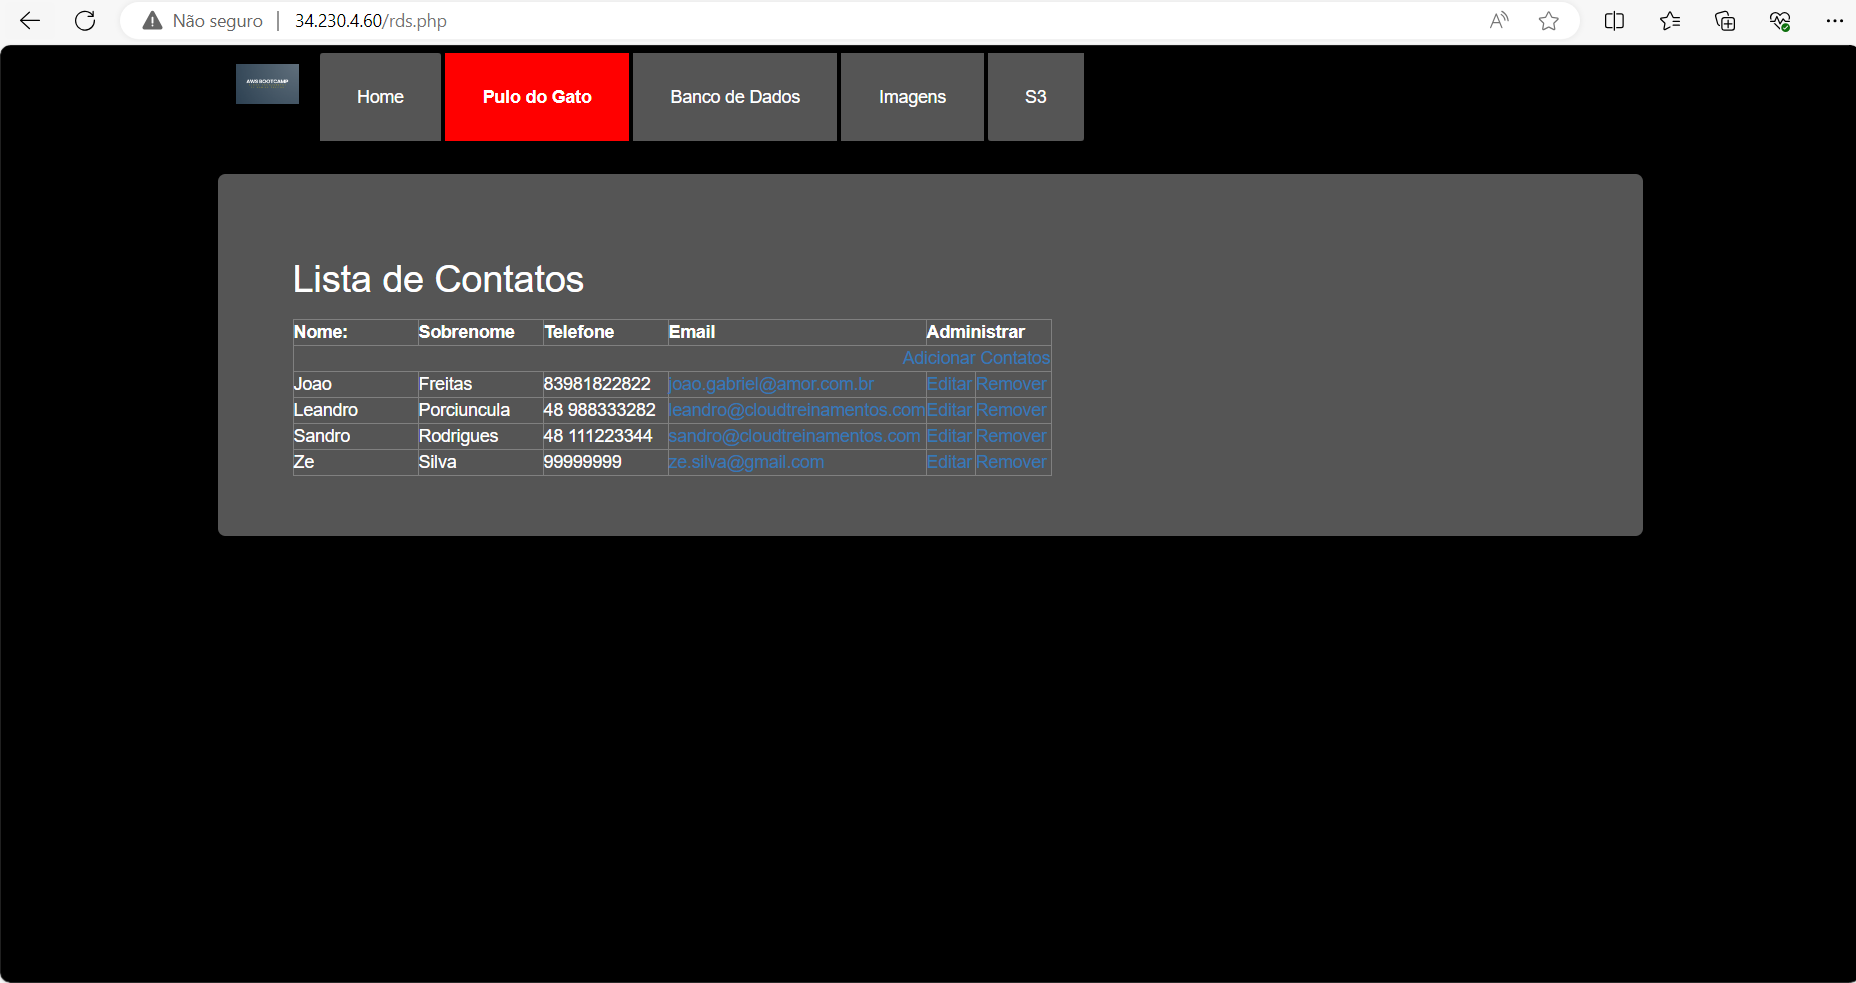 Não seguro | 34.230.4.60/rds.php
AWS BOOTCAMP
Home Pulo do Gato Banco de Dados Imagens S3
Lista de Contatos
Nome: Sobrenome Telefone Email Administrar
Adicionar Contatos
Joao Freitas 83981822822 joao.gabriel@amor.com.br Editar Remover
Leandro Porciuncula 48 988333282 leandro@cloudtreinamentos.com Editar Remover
Sandro Rodrigues 48 111223344 sandro@cloudtreinamentos.com Editar Remover
Ze Silva 99999999 ze.silva@gmail.com Editar Remover